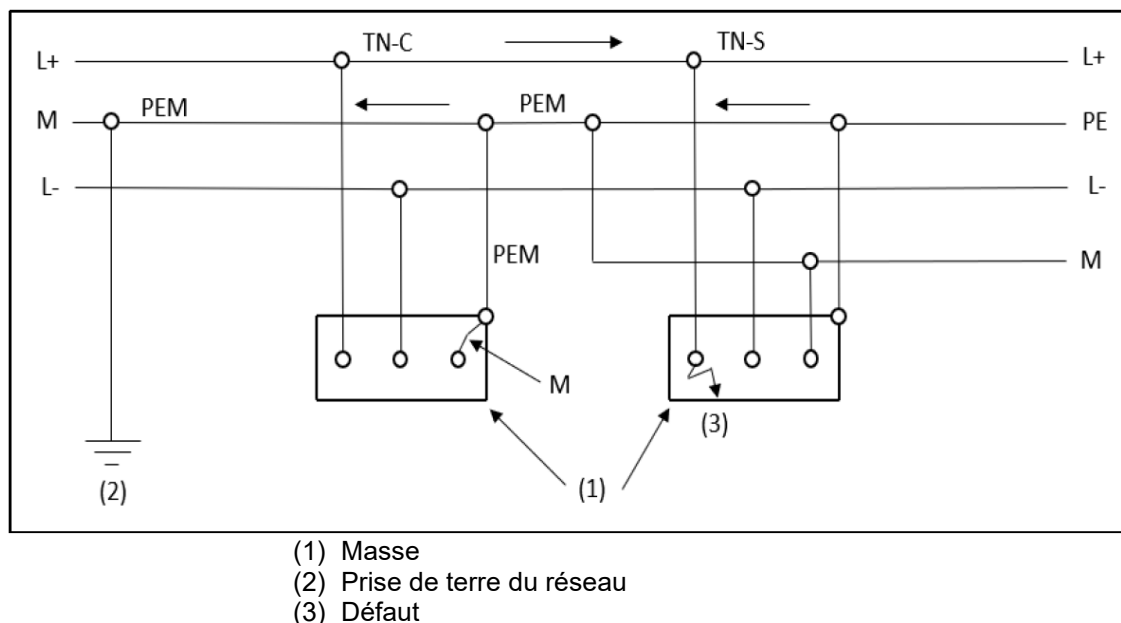 TN-C TN-S
L+ L+
M PEM PEM PE
L- L-
PEM M
M
(3)
(2) (1)
(1) Masse
(2) Prise de terre du réseau
(3) Défaut